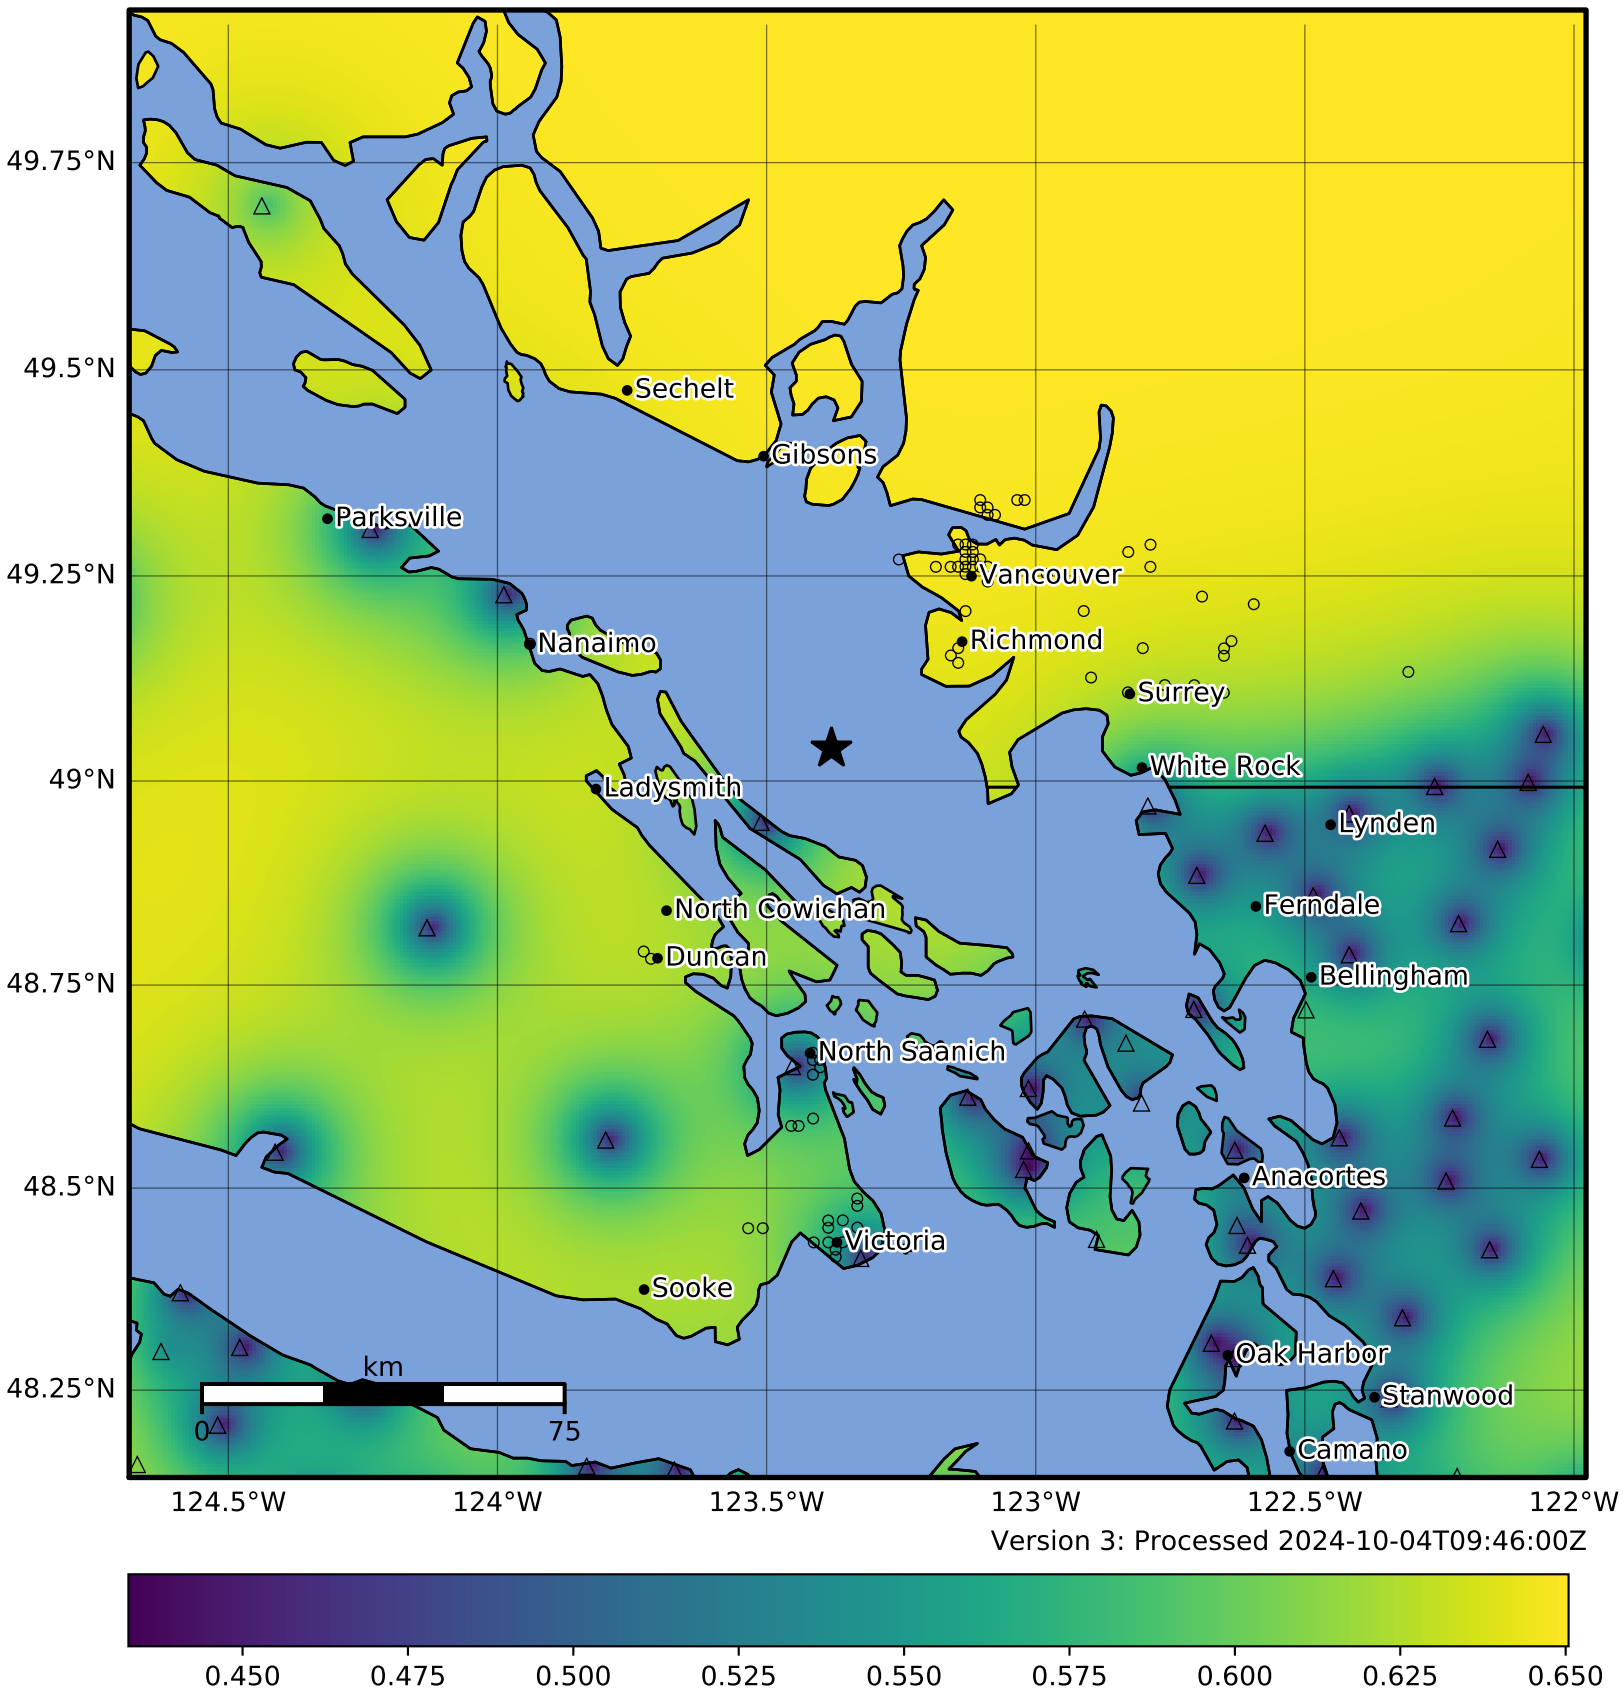 49.75°N
49.5°N
Sechelt
Gibsons
Parksville
49.25°N
Vancouver
Nanaimo
Richmond
Surrey
49°N
White Rock
Ladysmith
Lynden
North Cowichan
Ferndale
Duncan
Bellingham
48.75°N
North Saanich
48.5°N
Anacortes
Victoria
Sooke
Oak Harbor
km
48.25°N
Stanwood
0
75
Camano
124.5°W
124°W
123.5°W
123°W
122.5°W
122°W
Version 3: Processed 2024-10-04T09:46:00Z
0.450
0.475
0.500
0.525
0.550
0.575
0.600
0.625
0.650